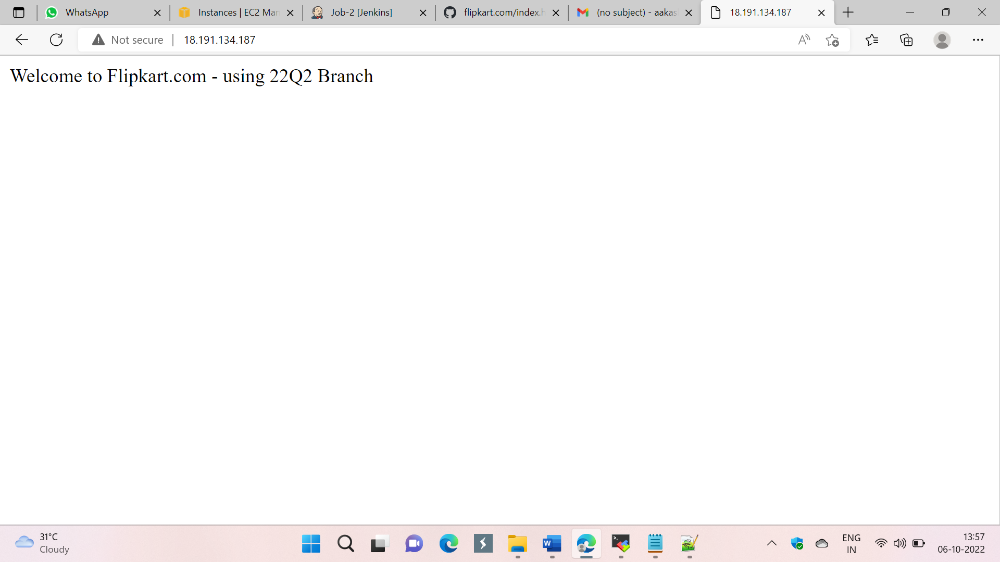 WhatsApp
Instances | EC2 Man
Job-2 [Jenkins]
flipkart.com/index.h
(no subject) - aakas
18.191.134.187
Not secure
18.191.134.187
Welcome to Flipkart.com - using 22Q2 Branch
31°C
Cloudy
ENG
IN
13:57
06-10-2022